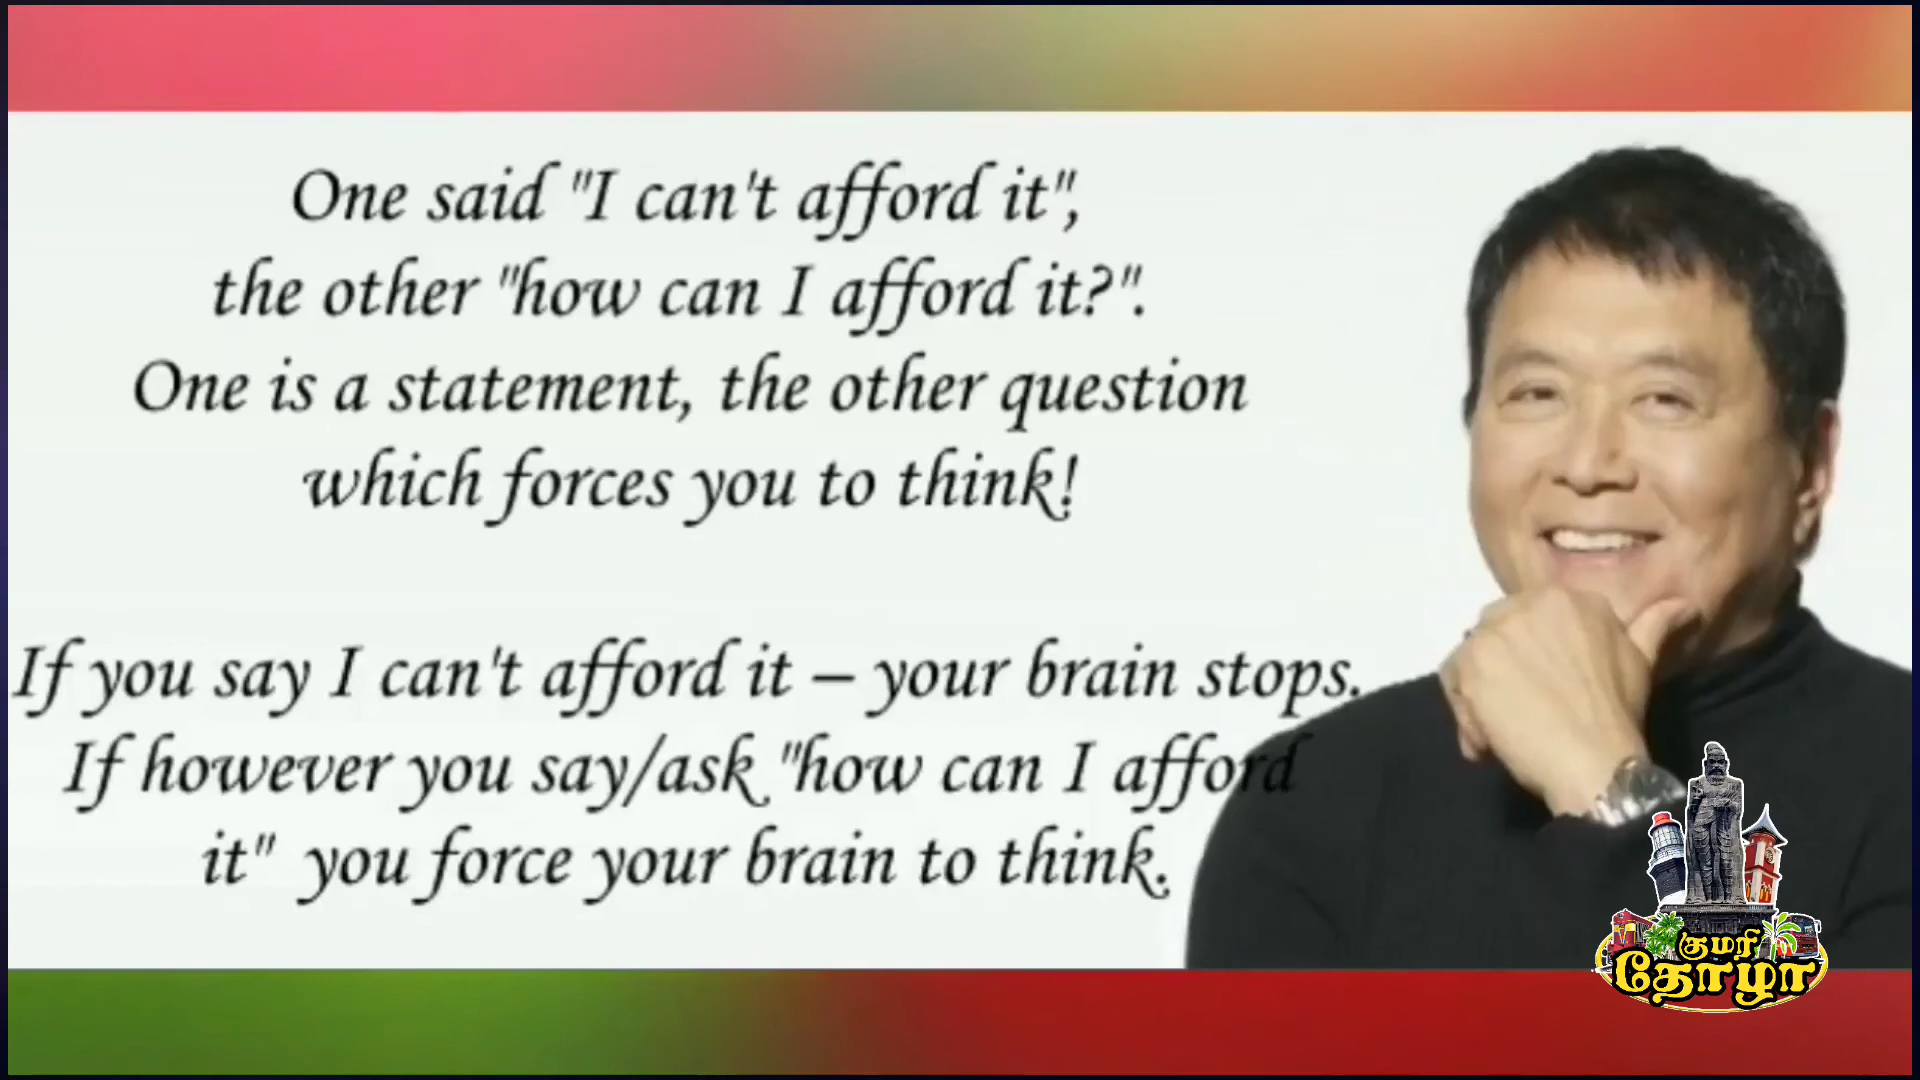 One said "I can't afford it",
the other "how can I afford it?".
One is a statement, the other question
which forces you to think!
If you say I can't afford it – your brain stops.
If however you say/ask "how can I afford
it" you force your brain to think.
குமரி
தோழா